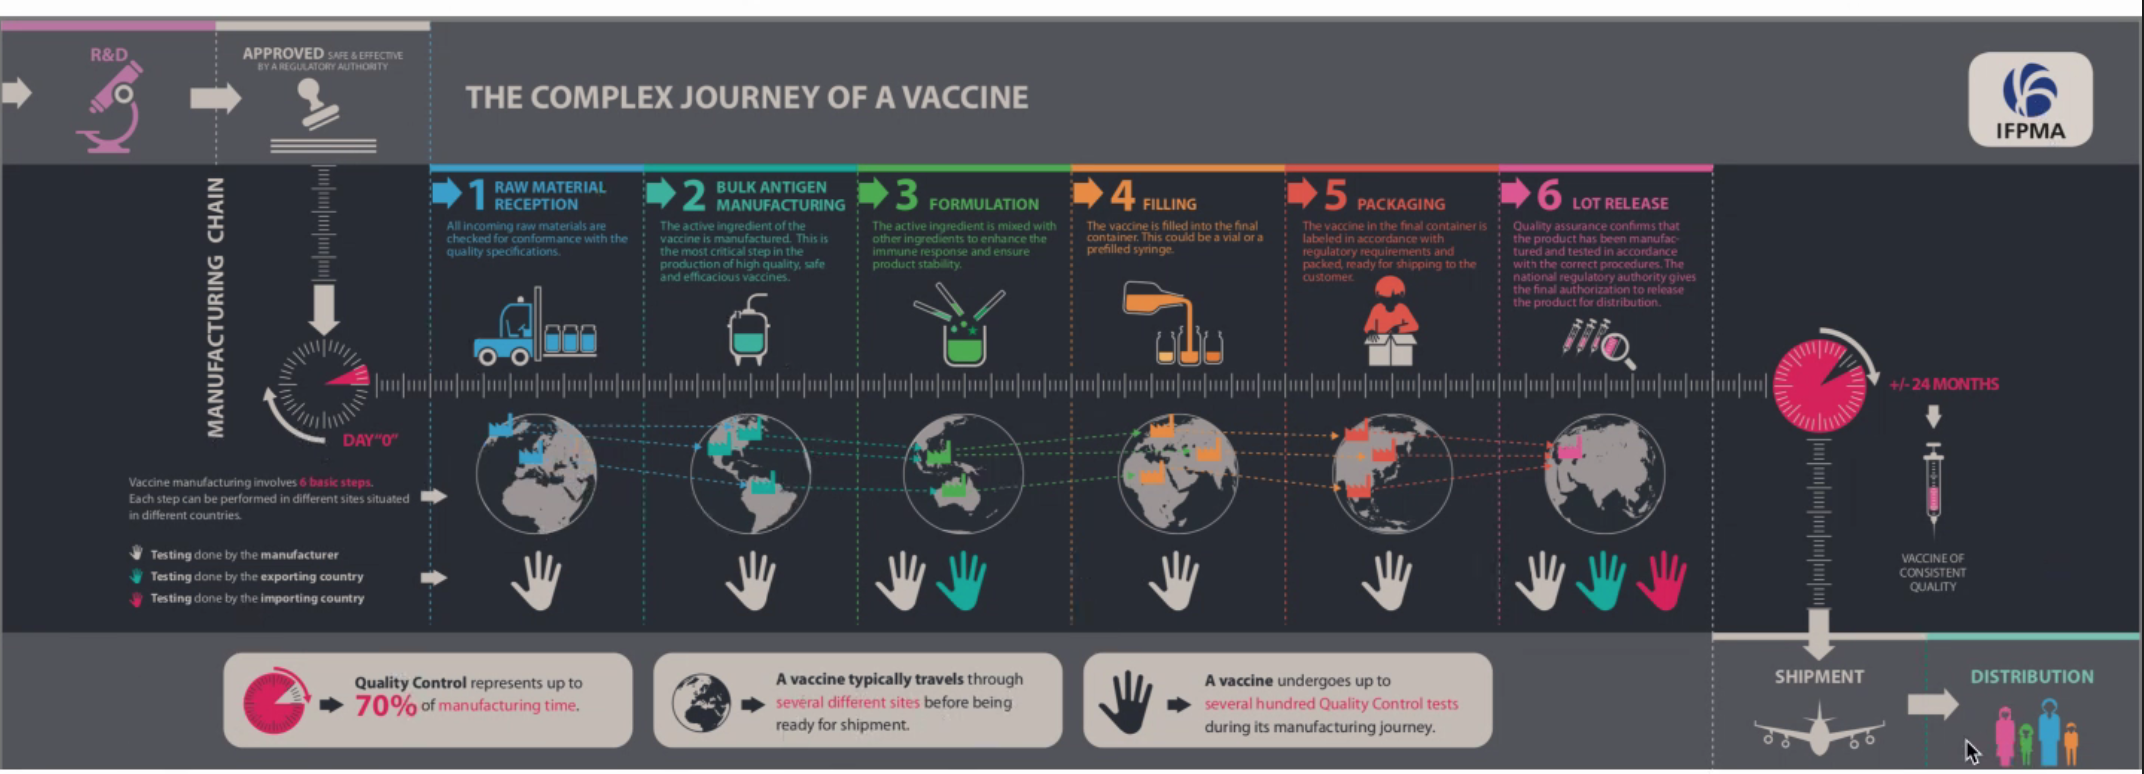 R&D
APPROVED SAFE & EFFECTIVE
BY A REGULATORY AUTHORITY
THE COMPLEX JOURNEY OF A VACCINE
IFPMA
MANUFACTURING CHAIN
1 RAW MATERIAL
RECEPTION
All incoming raw materials are
checked for conformance with the
quality specifications.
2 BULK ANTIGEN
MANUFACTURING
The active ingredient of the
vaccine is manufactured. This is
the most critical step in the
production of high quality, safe
and efficacious vaccines.
3 FORMULATION
The active ingredient is mixed with
other ingredients to enhance the
immune response and ensure
product stability.
4 FILLING
The vaccine is filled into the final
container. This could be a vial or a
prefilled syringe.
5 PACKAGING
The vaccine in the final container is
labeled in accordance with
regulatory requirements and
packed, ready for shipping to the
customer.
6 LOT RELEASE
Quality assurance confirms that
the product has been manufac-
tured and tested in accordance
with the correct procedures. The
national regulatory authority gives
the final authorization to release
the product for distribution.
DAY"0"
+/- 24 MONTHS
Vaccine manufacturing involves 6 basic steps.
Each step can be performed in different sites situated
in different countries.
Testing done by the manufacturer
Testing done by the exporting country
Testing done by the importing country
VACCINE OF
CONSISTENT
QUALITY
Quality Control represents up to
70% of manufacturing time.
A vaccine typically travels through
several different sites before being
ready for shipment.
A vaccine undergoes up to
several hundred Quality Control tests
during its manufacturing journey.
SHIPMENT
DISTRIBUTION